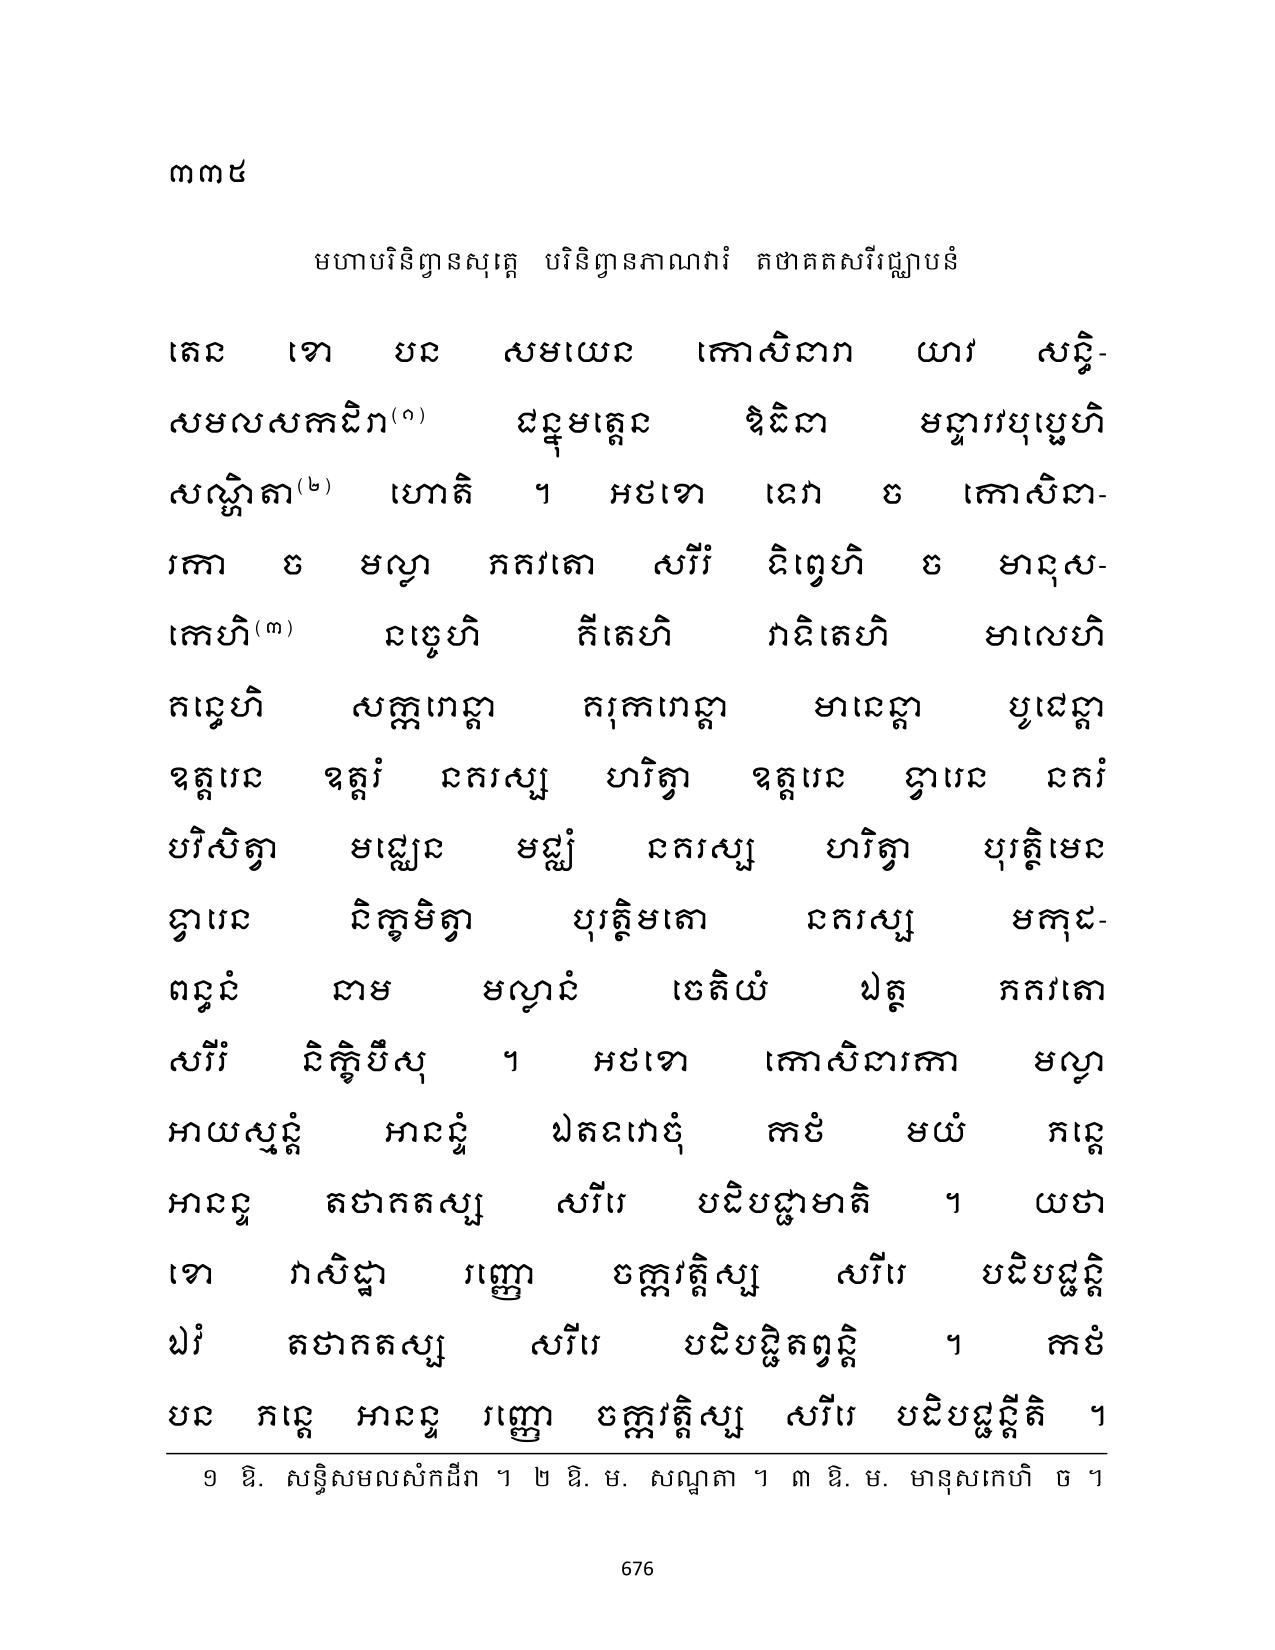 ៣៣៥
មហាបរិនិព្វានសុត្តេ បរិនិព្វានភាណវារំ តថាគតសរីរជ្ឈាបនំ
តេន ខោ បន សមយេន កោសិនារា យាវ សន្ធិ-
សមលសកដិរា(១) ជន្នុមត្តេន ឱធិនា មន្ទារវបុប្ផេហិ
សណ្ហិតា(២) ហោតិ ។ អថខោ ទេវា ច កោសិនា-
រកា ច មល្លា ភគវតោ សរីរំ ទិព្វេហិ ច មានុស-
កេហិ(៣) នច្ចេហិ គីតេហិ វាទិតេហិ មាលេហិ
គន្ធេហិ សក្ករោន្តា គរុករោន្តា មានេន្តា បូជេន្តា
ឧត្តរេន ឧត្តរំ នគរស្ស ហរិត្វា ឧត្តរេន ទ្វារេន នគរំ
បវិសិត្វា មជ្ឈេន មជ្ឈំ នគរស្ស ហរិត្វា បុរត្ថិមេន
ទ្វារេន និក្ខមិត្វា បុរត្ថិមតោ នគរស្ស មកុដ-
ពន្ធនំ នាម មល្លានំ ចេតិយំ ឯត្ថ ភគវតោ
សរីរំ និក្ខិបឹសុ ។ អថខោ កោសិនារកា មល្លា
អាយស្មន្តំ អានន្ទំ ឯតទវោចុំ កថំ មយំ ភន្តេ
អានន្ទ តថាគតស្ស សរីរេ បដិបជ្ជាមាតិ ។ យថា
ខោ វាសិដ្ឋា រញ្ញោ ចក្កវត្តិស្ស សរីរេ បដិបជ្ជន្តិ
ឯវំ តថាគតស្ស សរីរេ បដិបជ្ជិតព្វន្តិ ។ កថំ
បន ភន្តេ អានន្ទ រញ្ញោ ចក្កវត្តិស្ស សរីរេ បដិបជ្ជន្តីតិ ។
១ ឱ. សន្ធិសមលសំកដីរា ។ ២ ឱ. ម. សណ្ឋតា ។ ៣ ឱ. ម. មានុសកេហិ ច ។
676